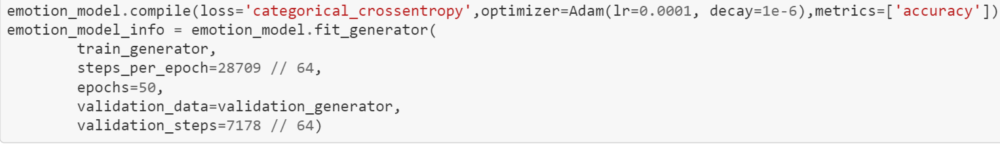 emotion_model.compile(loss='categorical_crossentropy',optimizer=Adam(lr=0.0001, decay=1e-6),metrics=['accuracy'])
emotion_model_info = emotion_model.fit_generator(
        train_generator,
        steps_per_epoch=28709 // 64,
        epochs=50,
        validation_data=validation_generator,
        validation_steps=7178 // 64)